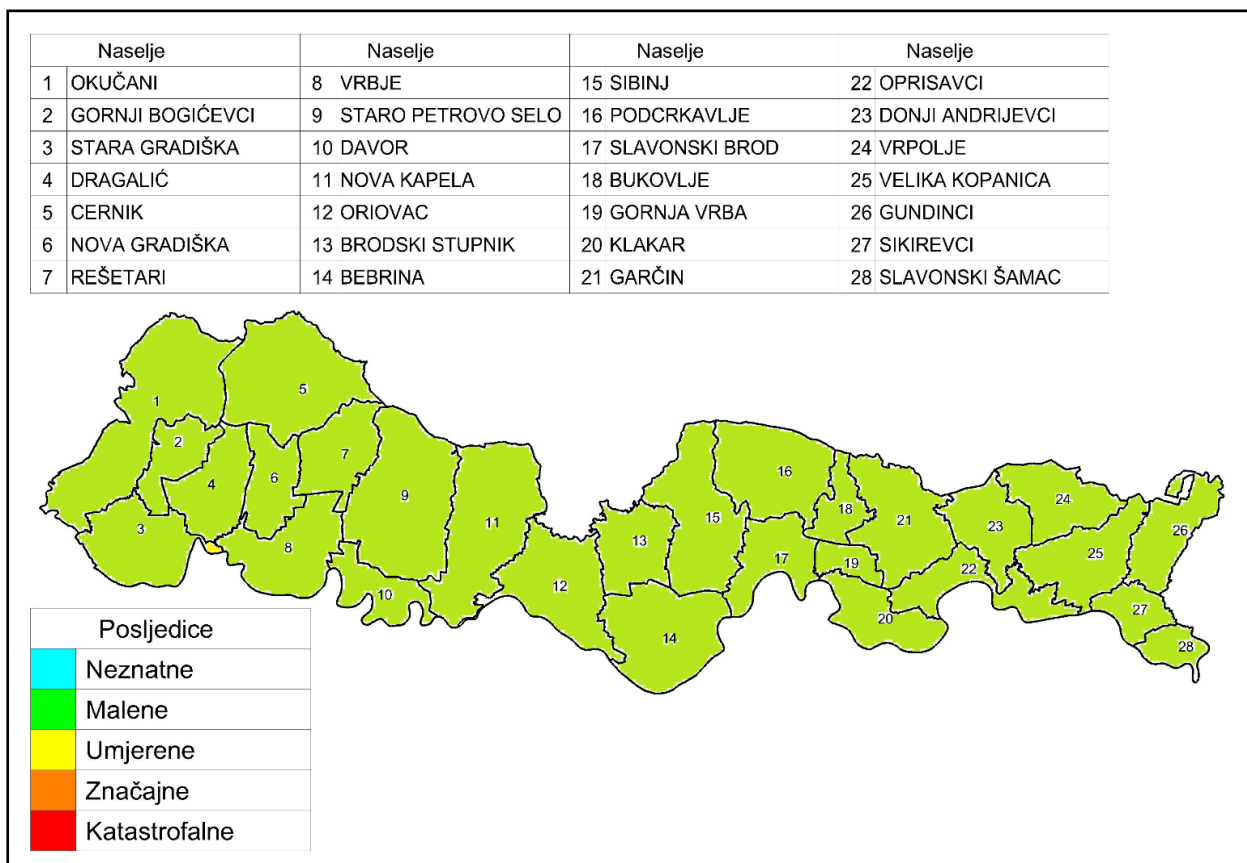 Naselje Naselje Naselje Naselje
1 OKUČANI 8 VRBJE 15 SIBINJ 22 OPRISAVCI
2 GORNJI BOGIĆEVCI 9 STARO PETROVO SELO 16 PODCRKAVLJE 23 DONJI ANDRIJEVCI
3 STARA GRADIŠKA 10 DAVOR 17 SLAVONSKI BROD 24 VRPOLJE
4 DRAGALIĆ 11 NOVA KAPELA 18 BUKOVLJE 25 VELIKA KOPANICA
5 CERNIK 12 ORIOVAC 19 GORNJA VRBA 26 GUNDINCI
6 NOVA GRADIŠKA 13 BRODSKI STUPNIK 20 KLAKAR 27 SIKIREVCI
7 REŠETARI 14 BEBRINA 21 GARČIN 28 SLAVONSKI ŠAMAC
1
2
3
4
5
6
7
8
9
10
11
12
13
14
15
16
17
18
19
20
21
22
23
24
25
26
27
28
Posljedice
Neznatne
Malene
Umjerene
Značajne
Katastrofalne